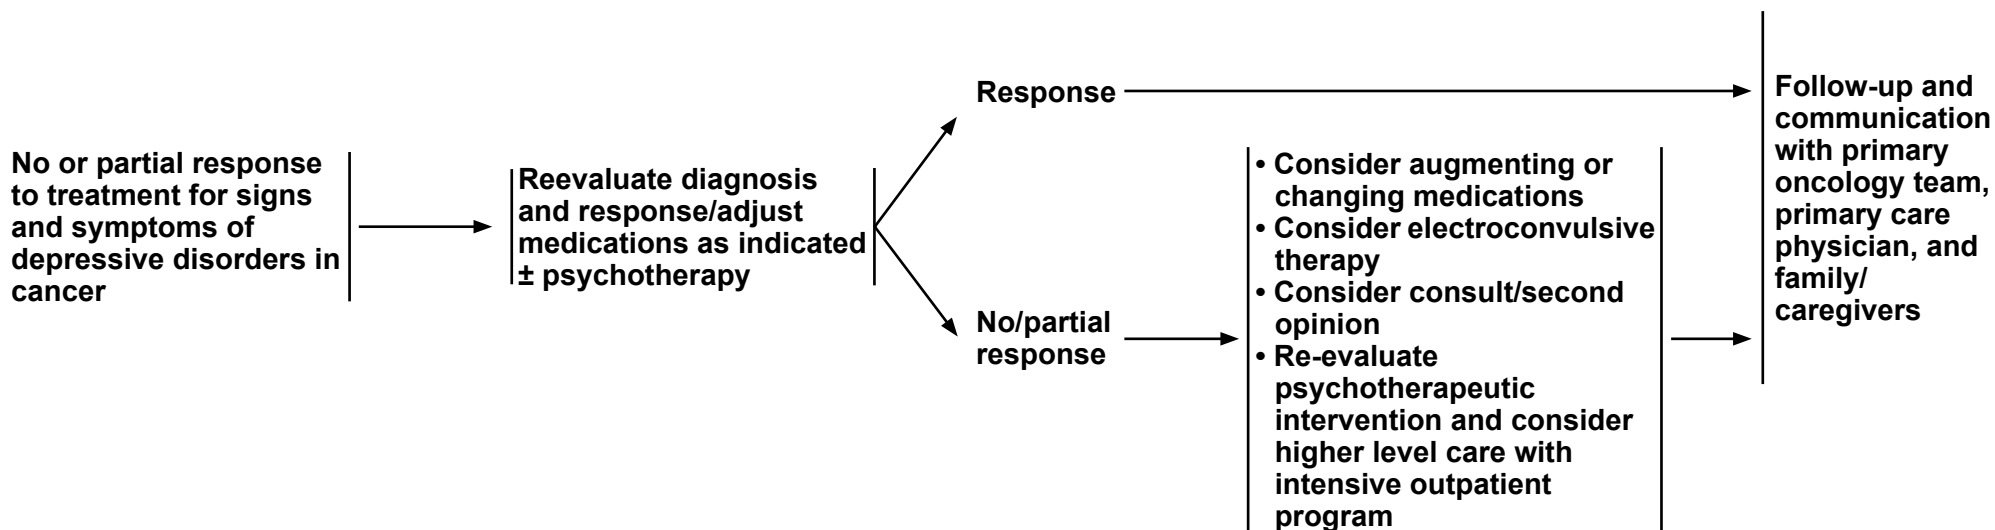 No or partial response
to treatment for signs
and symptoms of
depressive disorders in
cancer
Reevaluate diagnosis
and response/adjust
medications as indicated
± psychotherapy
Response
No/partial
response
• Consider augmenting or
changing medications
• Consider electroconvulsive
therapy
• Consider consult/second
opinion
• Re-evaluate
psychotherapeutic
intervention and consider
higher level care with
intensive outpatient
program
Follow-up and
communication
with primary
oncology team,
primary care
physician, and
family/
caregivers